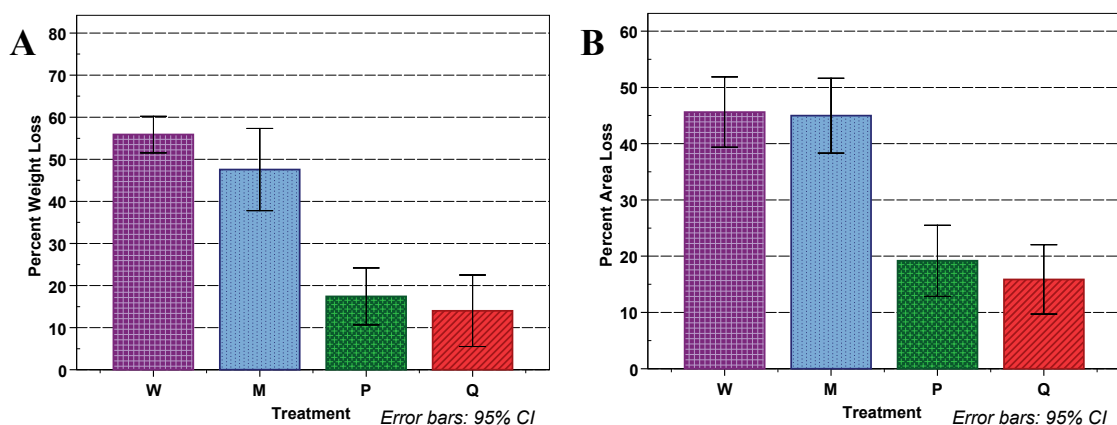 A
Percent Weight Loss
80
70
60
50
40
30
20
10
0
W M P Q
Treatment
Error bars: 95% CI
B
Percent Area Loss
60
50
40
30
20
10
0
W M P Q
Treatment
Error bars: 95% CI